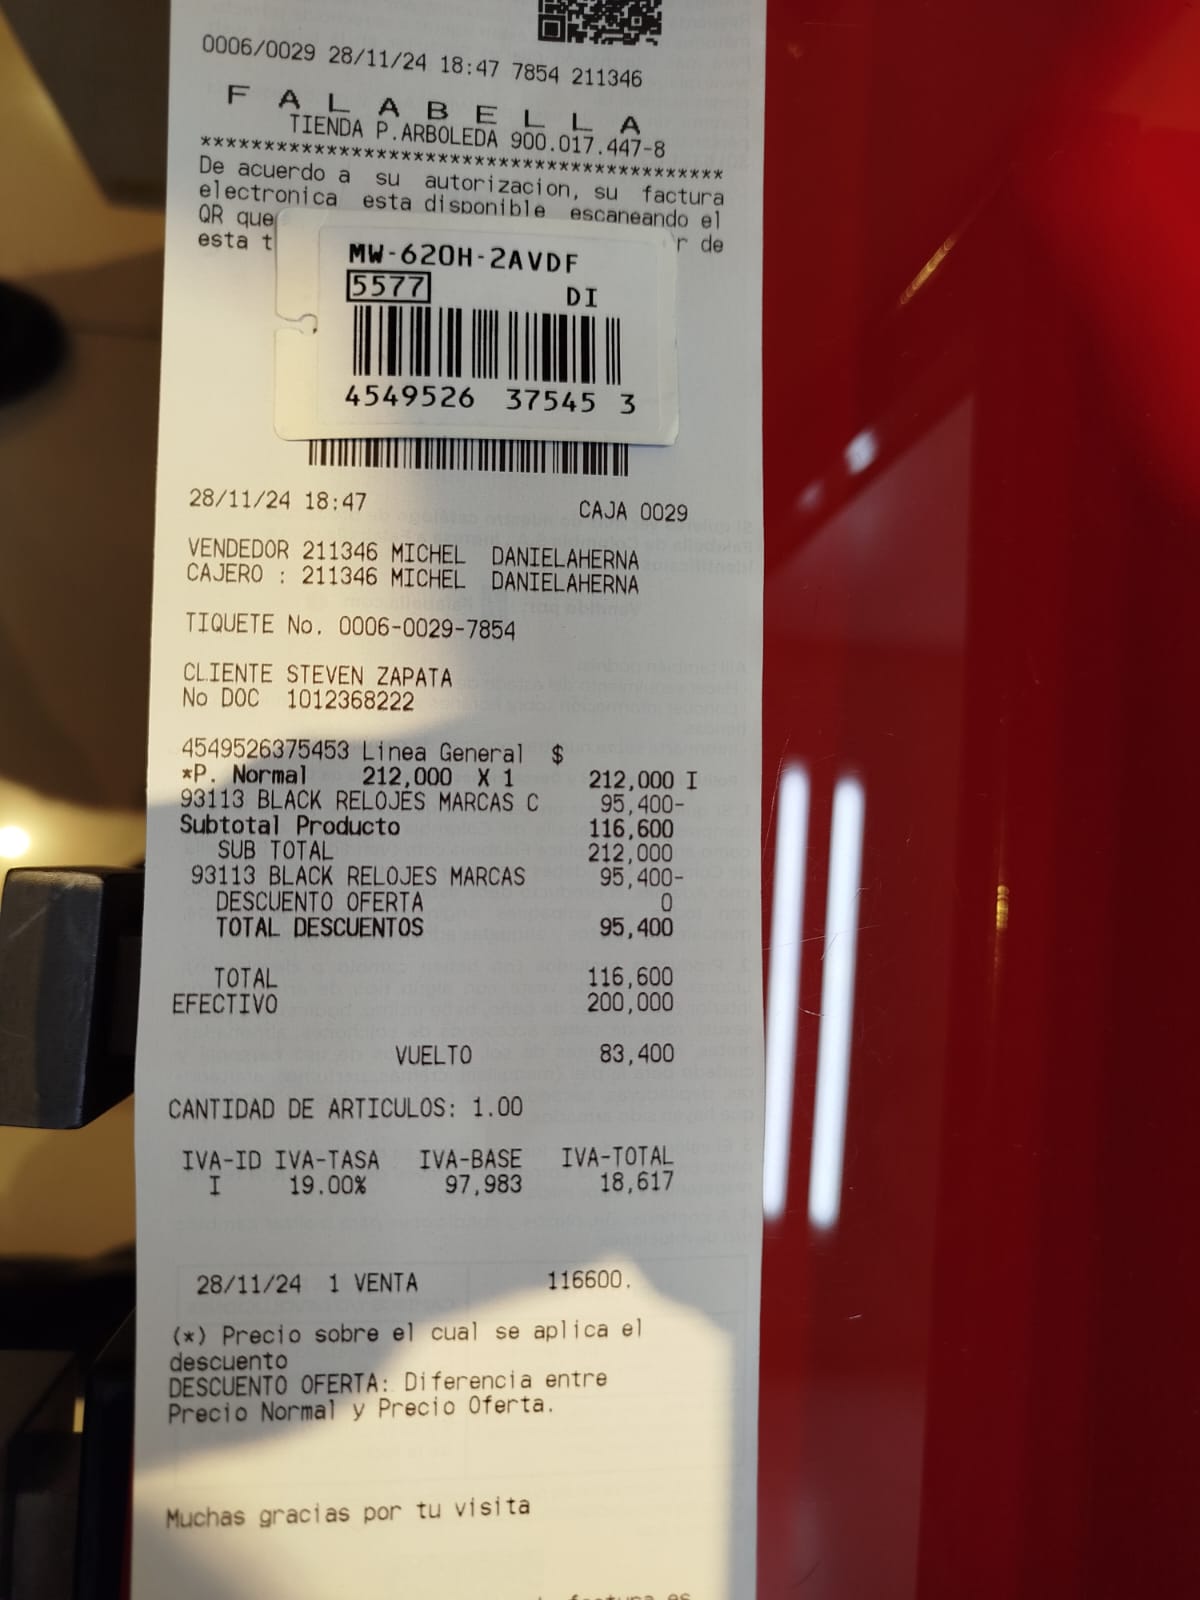 0006/0029 28/11/24 18:47 7854 211346
F A L A B E L L A
TIENDA P.ARBOLEDA 900.017.447-8
******************************************
De acuerdo a su autorizacion, su factura
electronica esta disponible escaneando el
QR que r de
esta t
MW-620H-2AVDF
5577 DI
4549526 37545 3
28/11/24 18:47 CAJA 0029
VENDEDOR 211346 MICHEL DANIELAHERNA
CAJERO : 211346 MICHEL DANIELAHERNA
TIQUETE No. 0006-0029-7854
CLIENTE STEVEN ZAPATA
No DOC 1012368222
4549526375453 Linea General $
*P. Normal 212,000 X 1 212,000 I
93113 BLACK RELOJES MARCAS C 95,400-
Subtotal Producto 116,600
SUB TOTAL 212,000
93113 BLACK RELOJES MARCAS 95,400-
DESCUENTO OFERTA 0
TOTAL DESCUENTOS 95,400
TOTAL 116,600
EFECTIVO 200,000
VUELTO 83,400
CANTIDAD DE ARTICULOS: 1.00
IVA-ID IVA-TASA IVA-BASE IVA-TOTAL
I 19.00% 97,983 18,617
28/11/24 1 VENTA 116600.
(*) Precio sobre el cual se aplica el
descuento
DESCUENTO OFERTA: Diferencia entre
Precio Normal y Precio Oferta.
Muchas gracias por tu visita